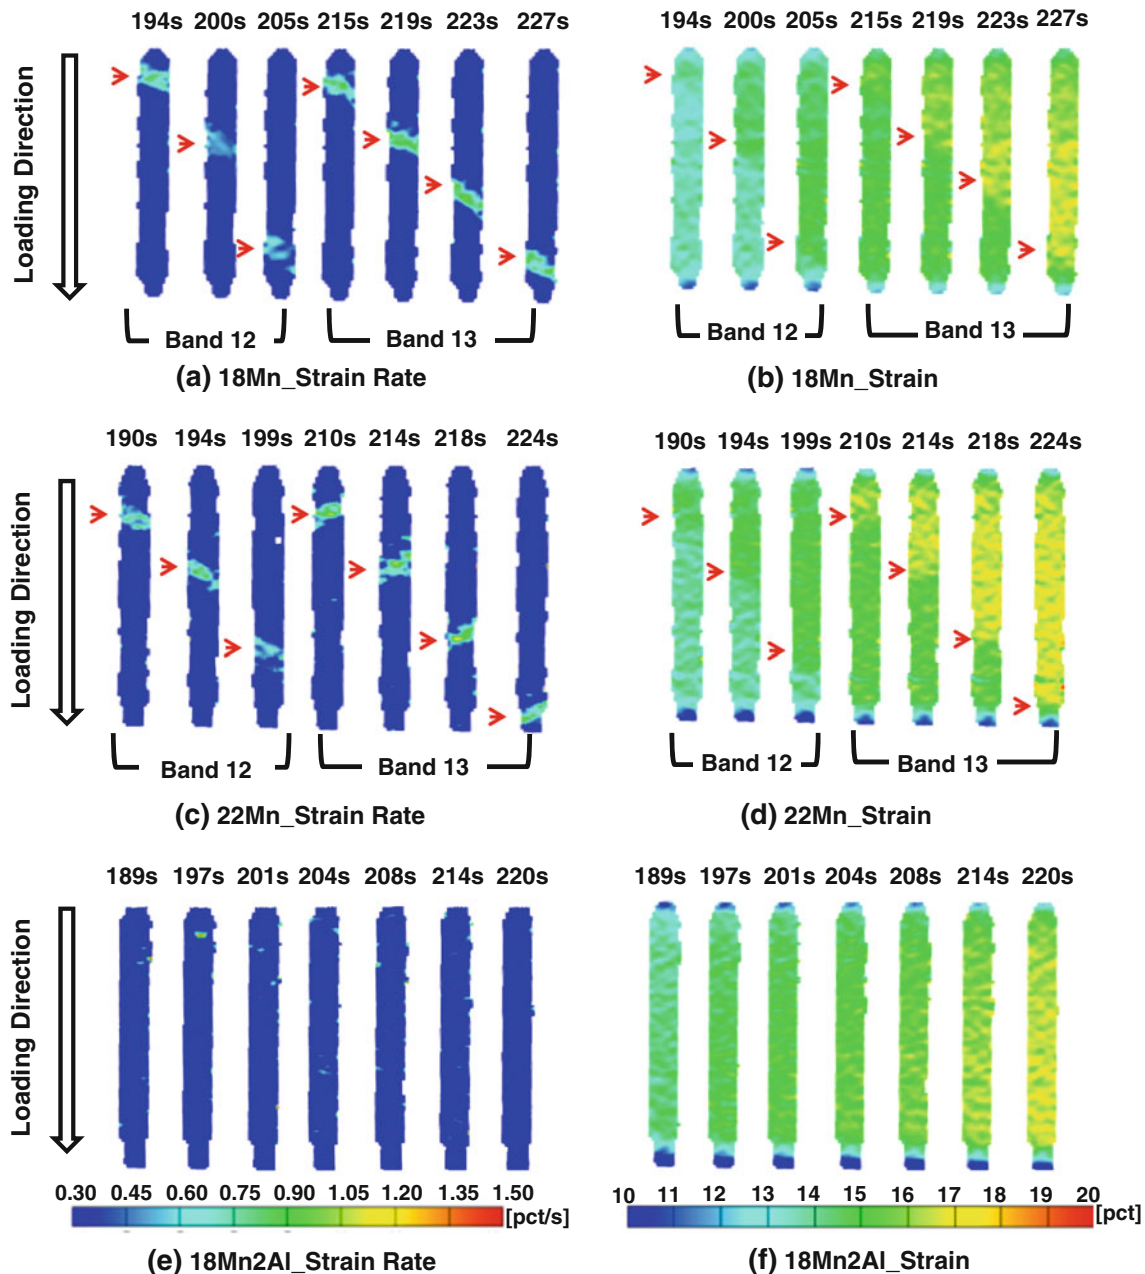 194s 200s 205s 215s 219s 223s 227s
194s 200s 205s 215s 219s 223s 227s
Loading Direction
Band 12 Band 13
Band 12 Band 13
(a) 18Mn_Strain Rate
(b) 18Mn_Strain
190s 194s 199s 210s 214s 218s 224s
190s 194s 199s 210s 214s 218s 224s
Loading Direction
Band 12 Band 13
Band 12 Band 13
(c) 22Mn_Strain Rate
(d) 22Mn_Strain
189s 197s 201s 204s 208s 214s 220s
189s 197s 201s 204s 208s 214s 220s
Loading Direction
0.30 0.45 0.60 0.75 0.90 1.05 1.20 1.35 1.50
[pct/s]
10 11 12 13 14 15 16 17 18 19 20
[pct]
(e) 18Mn2Al_Strain Rate
(f) 18Mn2Al_Strain